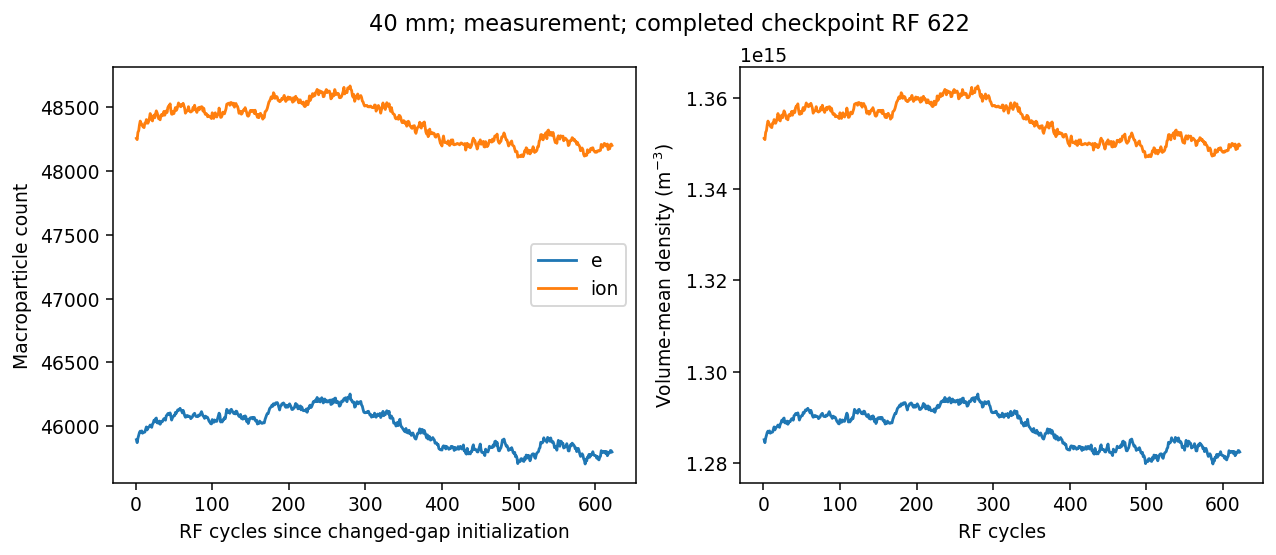 40 mm; measurement; completed checkpoint RF 622
Macroparticle count
48500
48000
47500
47000
46500
46000
0 100 200 300 400 500 600
RF cycles since changed-gap initialization
e
ion
1e15
Volume-mean density (m⁻³)
1.36
1.34
1.32
1.30
1.28
0 100 200 300 400 500 600
RF cycles